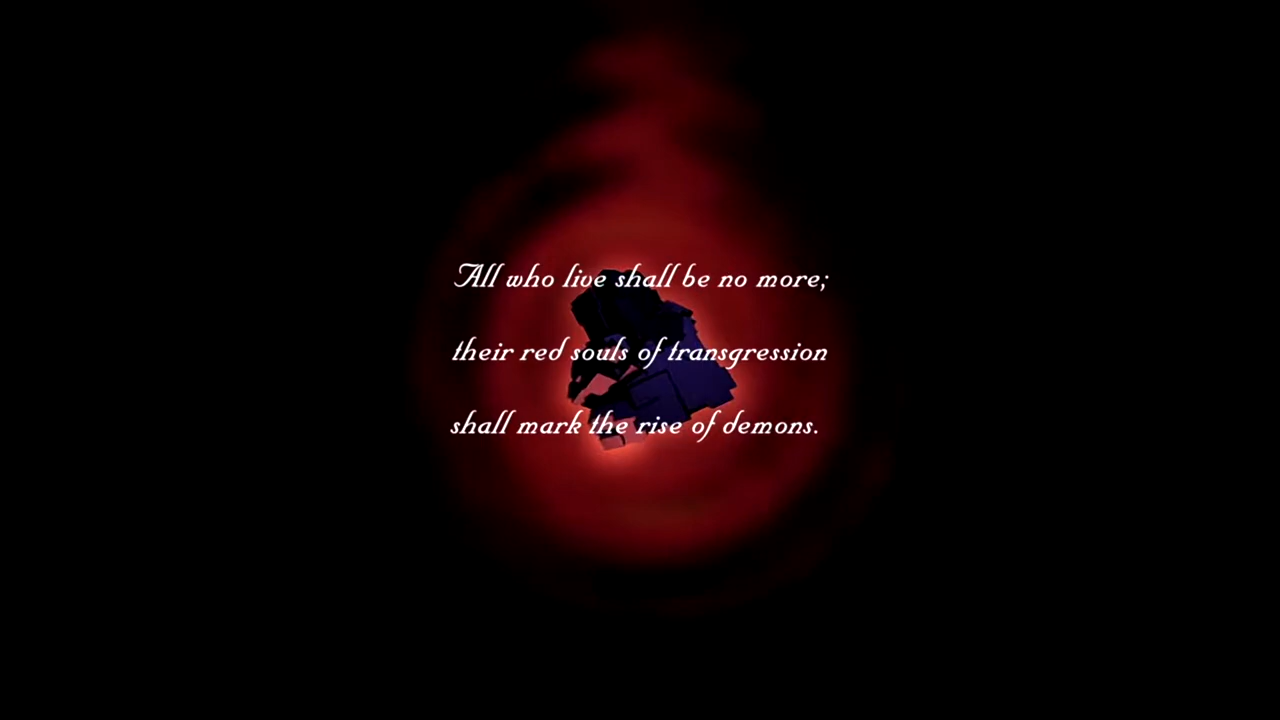 All who live shall be no more;
their red souls of transgression
shall mark the rise of demons.